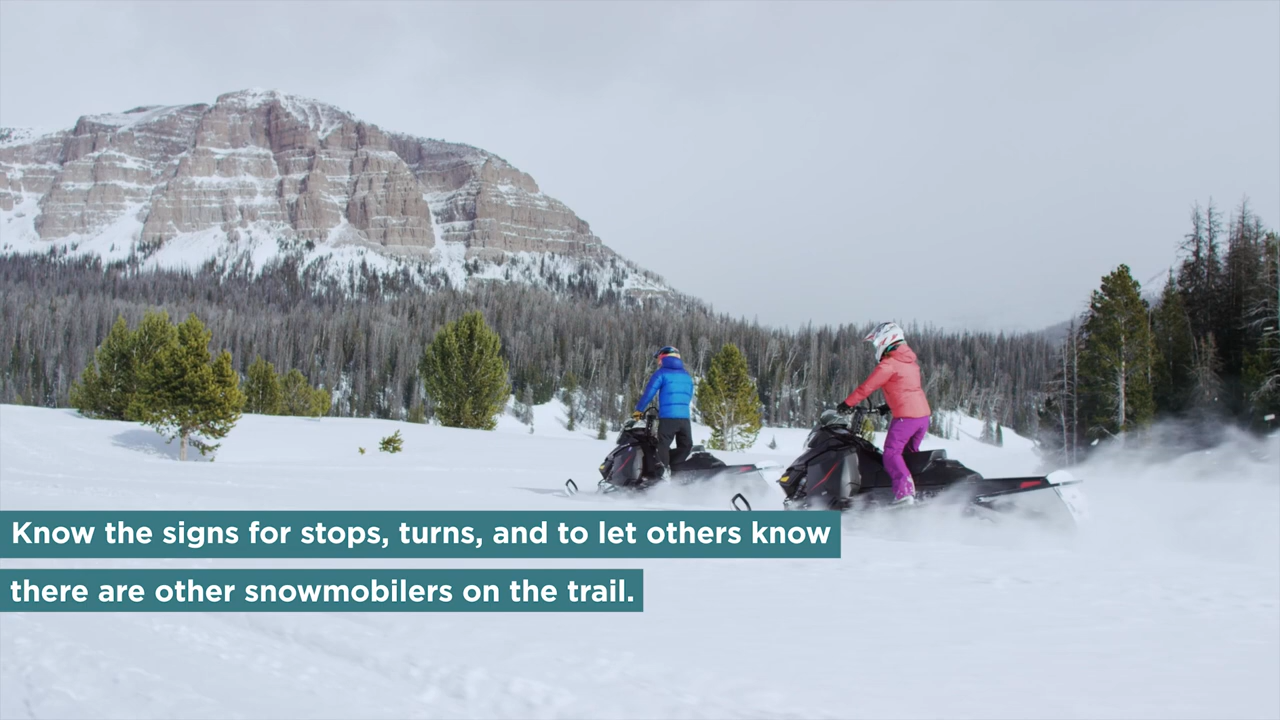 Know the signs for stops, turns, and to let others know
there are other snowmobilers on the trail.